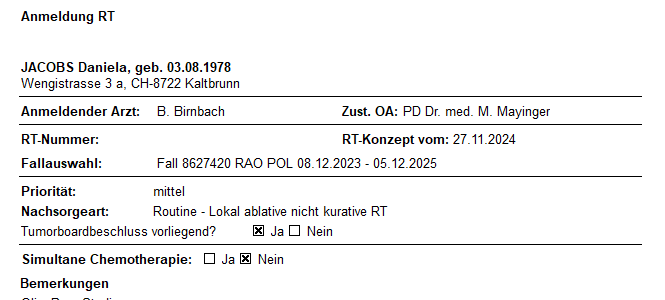 Anmeldung RT
JACOBS Daniela, geb. 03.08.1978
Wengistrasse 3 a, CH-8722 Kaltbrunn
Anmeldender Arzt: B. Birnbach Zust. OA: PD Dr. med. M. Mayinger
RT-Nummer: RT-Konzept vom: 27.11.2024
Fallauswahl: Fall 8627420 RAO POL 08.12.2023 - 05.12.2025
Priorität: mittel
Nachsorgeart: Routine - Lokal ablative nicht kurative RT
Tumorboardbeschluss vorliegend? ☒ Ja ☐ Nein
Simultane Chemotherapie: ☐ Ja ☒ Nein
Bemerkungen